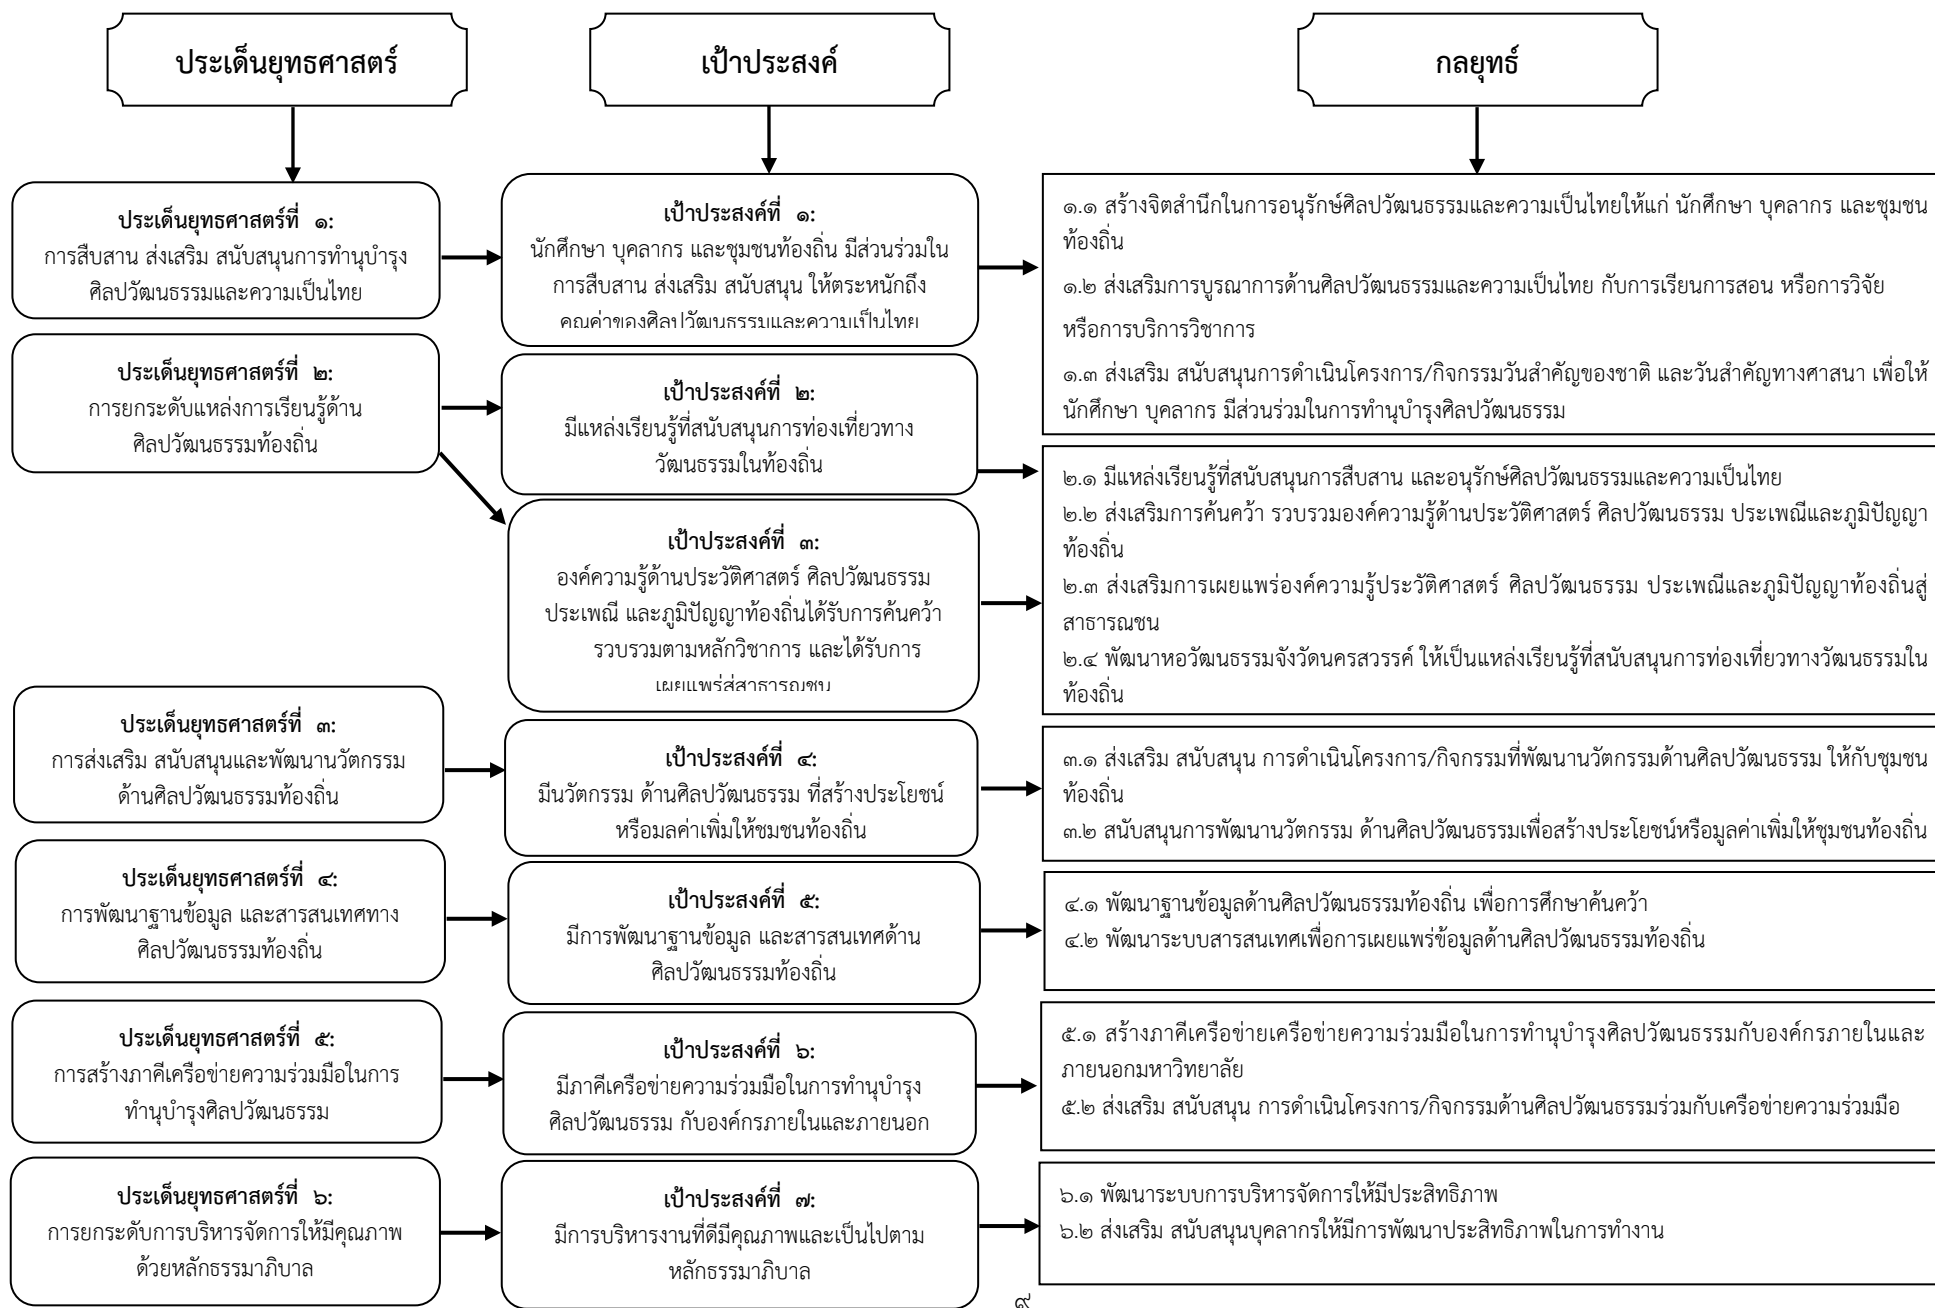 ประเด็นยุทธศาสตร์
เป้าประสงค์
กลยุทธ์
ประเด็นยุทธศาสตร์ที่ ๑:
การสืบสาน ส่งเสริม สนับสนุนการทำนุบำรุง
ศิลปวัฒนธรรมและความเป็นไทย
เป้าประสงค์ที่ ๑:
นักศึกษา บุคลากร และชุมชนท้องถิ่น มีส่วนร่วมใน
การสืบสาน ส่งเสริม สนับสนุน ให้ตระหนักถึง
คุณค่าของศิลปวัฒนธรรมและความเป็นไทย
๑.๑ สร้างจิตสำนึกในการอนุรักษ์ศิลปวัฒนธรรมและความเป็นไทยให้แก่ นักศึกษา บุคลากร และชุมชน
ท้องถิ่น
๑.๒ ส่งเสริมการบูรณาการด้านศิลปวัฒนธรรมและความเป็นไทย กับการเรียนการสอน หรือการวิจัย
หรือการบริการวิชาการ
๑.๓ ส่งเสริม สนับสนุนการดำเนินโครงการ/กิจกรรมวันสำคัญของชาติ และวันสำคัญทางศาสนา เพื่อให้
นักศึกษา บุคลากร มีส่วนร่วมในการทำนุบำรุงศิลปวัฒนธรรม
ประเด็นยุทธศาสตร์ที่ ๒:
การยกระดับแหล่งการเรียนรู้ด้าน
ศิลปวัฒนธรรมท้องถิ่น
เป้าประสงค์ที่ ๒:
มีแหล่งเรียนรู้ที่สนับสนุนการท่องเที่ยวทาง
วัฒนธรรมในท้องถิ่น
เป้าประสงค์ที่ ๓:
องค์ความรู้ด้านประวัติศาสตร์ ศิลปวัฒนธรรม
ประเพณี และภูมิปัญญาท้องถิ่นได้รับการค้นคว้า
รวบรวมตามหลักวิชาการ และได้รับการ
เผยแพร่สู่สาธารณชน
๒.๑ มีแหล่งเรียนรู้ที่สนับสนุนการสืบสาน และอนุรักษ์ศิลปวัฒนธรรมและความเป็นไทย
๒.๒ ส่งเสริมการค้นคว้า รวบรวมองค์ความรู้ด้านประวัติศาสตร์ ศิลปวัฒนธรรม ประเพณีและภูมิปัญญา
ท้องถิ่น
๒.๓ ส่งเสริมการเผยแพร่องค์ความรู้ประวัติศาสตร์ ศิลปวัฒนธรรม ประเพณีและภูมิปัญญาท้องถิ่นสู่
สาธารณชน
๒.๔ พัฒนาหอวัฒนธรรมจังวัดนครสวรรค์ ให้เป็นแหล่งเรียนรู้ที่สนับสนุนการท่องเที่ยวทางวัฒนธรรมใน
ท้องถิ่น
ประเด็นยุทธศาสตร์ที่ ๓:
การส่งเสริม สนับสนุนและพัฒนานวัตกรรม
ด้านศิลปวัฒนธรรมท้องถิ่น
เป้าประสงค์ที่ ๔:
มีนวัตกรรม ด้านศิลปวัฒนธรรม ที่สร้างประโยชน์
หรือมลค่าเพิ่มให้ชมชนท้องถิ่น
๓.๑ ส่งเสริม สนับสนุน การดำเนินโครงการ/กิจกรรมที่พัฒนานวัตกรรมด้านศิลปวัฒนธรรม ให้กับชุมชน
ท้องถิ่น
๓.๒ สนับสนุนการพัฒนานวัตกรรม ด้านศิลปวัฒนธรรมเพื่อสร้างประโยชน์หรือมูลค่าเพิ่มให้ชุมชนท้องถิ่น
ประเด็นยุทธศาสตร์ที่ ๔:
การพัฒนาฐานข้อมูล และสารสนเทศทาง
ศิลปวัฒนธรรมท้องถิ่น
เป้าประสงค์ที่ ๕:
มีการพัฒนาฐานข้อมูล และสารสนเทศด้าน
ศิลปวัฒนธรรมท้องถิ่น
๔.๑ พัฒนาฐานข้อมูลด้านศิลปวัฒนธรรมท้องถิ่น เพื่อการศึกษาค้นคว้า
๔.๒ พัฒนาระบบสารสนเทศเพื่อการเผยแพร่ข้อมูลด้านศิลปวัฒนธรรมท้องถิ่น
ประเด็นยุทธศาสตร์ที่ ๕:
การสร้างภาคีเครือข่ายความร่วมมือในการ
ทำนุบำรุงศิลปวัฒนธรรม
เป้าประสงค์ที่ ๖:
มีภาคีเครือข่ายความร่วมมือในการทำนุบำรุง
ศิลปวัฒนธรรม กับองค์กรภายในและภายนอก
๕.๑ สร้างภาคีเครือข่ายเครือข่ายความร่วมมือในการทำนุบำรุงศิลปวัฒนธรรมกับองค์กรภายในและ
ภายนอกมหาวิทยาลัย
๕.๒ ส่งเสริม สนับสนุน การดำเนินโครงการ/กิจกรรมด้านศิลปวัฒนธรรมร่วมกับเครือข่ายความร่วมมือ
ประเด็นยุทธศาสตร์ที่ ๖:
การยกระดับการบริหารจัดการให้มีคุณภาพ
ด้วยหลักธรรมาภิบาล
เป้าประสงค์ที่ ๗:
มีการบริหารงานที่ดีมีคุณภาพและเป็นไปตาม
หลักธรรมาภิบาล
๖.๑ พัฒนาระบบการบริหารจัดการให้มีประสิทธิภาพ
๖.๒ ส่งเสริม สนับสนุนบุคลากรให้มีการพัฒนาประสิทธิภาพในการทำงาน
๙